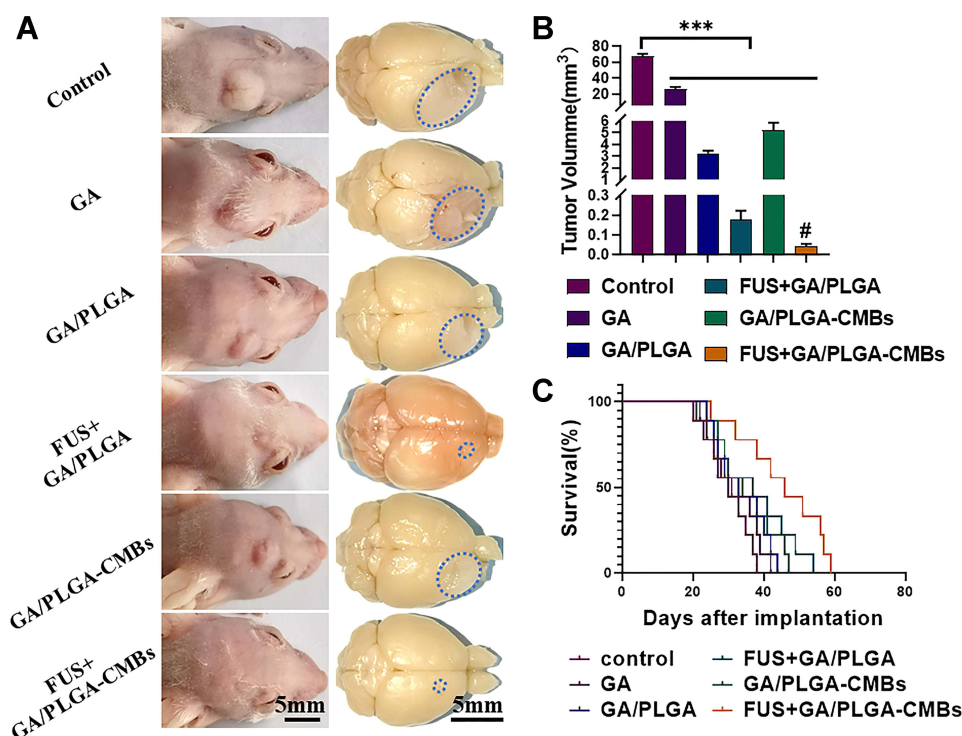 A
Control
GA
GA/PLGA
FUS+
GA/PLGA
GA/PLGA-CMBs
FUS+
GA/PLGA-CMBs
5mm
5mm
B
Tumor Volumme(mm³)
80
60
40
20
6
5
4
3
2
1
0.3
0.2
0.1
0.0
***
#
Control
FUS+GA/PLGA
GA
GA/PLGA-CMBs
GA/PLGA
FUS+GA/PLGA-CMBs
C
Survival(%)
100
50
0
0
20
40
60
80
Days after implantation
control
FUS+GA/PLGA
GA
GA/PLGA-CMBs
GA/PLGA
FUS+GA/PLGA-CMBs